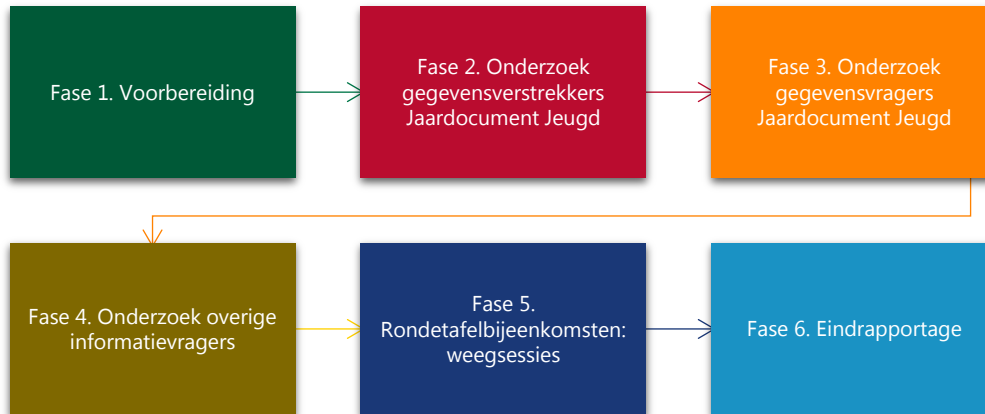 Fase 1. Voorbereiding
Fase 2. Onderzoek
gegevensverstrekkers
Jaardocument Jeugd
Fase 3. Onderzoek
gegevensvragers
Jaardocument Jeugd
Fase 4. Onderzoek overige
informatievragers
Fase 5.
Rondetafelbijeenkomsten:
weegsessies
Fase 6. Eindrapportage